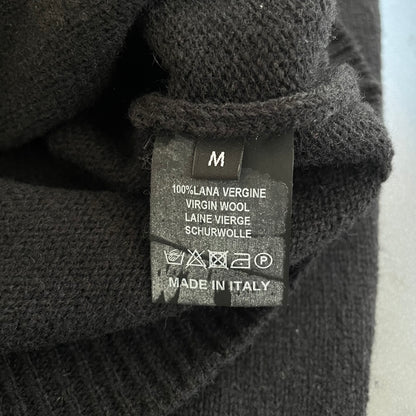 M
100%LANA VERGINE
VIRGIN WOOL
LAINE VIERGE
SCHURWOLLE
P
MADE IN ITALY